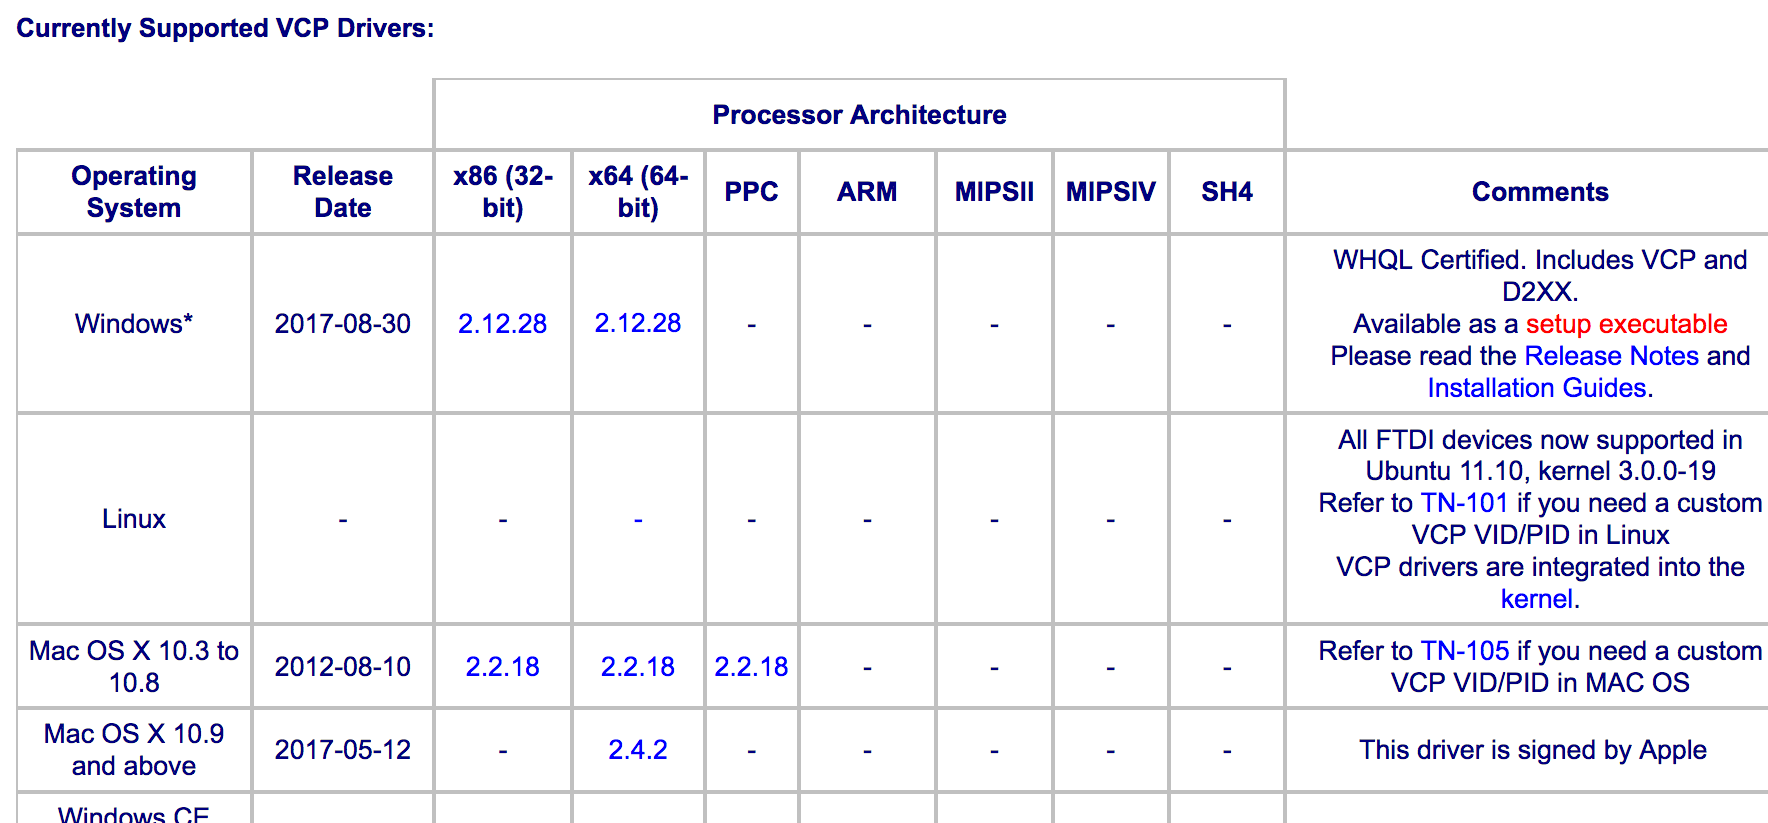 Currently Supported VCP Drivers:
Processor Architecture
Operating System
Release Date
x86 (32-bit)
x64 (64-bit)
PPC
ARM
MIPSII
MIPSIV
SH4
Comments
Windows*
2017-08-30
2.12.28
2.12.28
-
-
-
-
-
WHQL Certified. Includes VCP and
D2XX.
Available as a setup executable
Please read the Release Notes and
Installation Guides.
Linux
-
-
-
-
-
-
-
-
All FTDI devices now supported in
Ubuntu 11.10, kernel 3.0.0-19
Refer to TN-101 if you need a custom
VCP VID/PID in Linux
VCP drivers are integrated into the
kernel.
Mac OS X 10.3 to
10.8
2012-08-10
2.2.18
2.2.18
2.2.18
-
-
-
-
Refer to TN-105 if you need a custom
VCP VID/PID in MAC OS
Mac OS X 10.9
and above
2017-05-12
-
2.4.2
-
-
-
-
-
This driver is signed by Apple
Windows CE